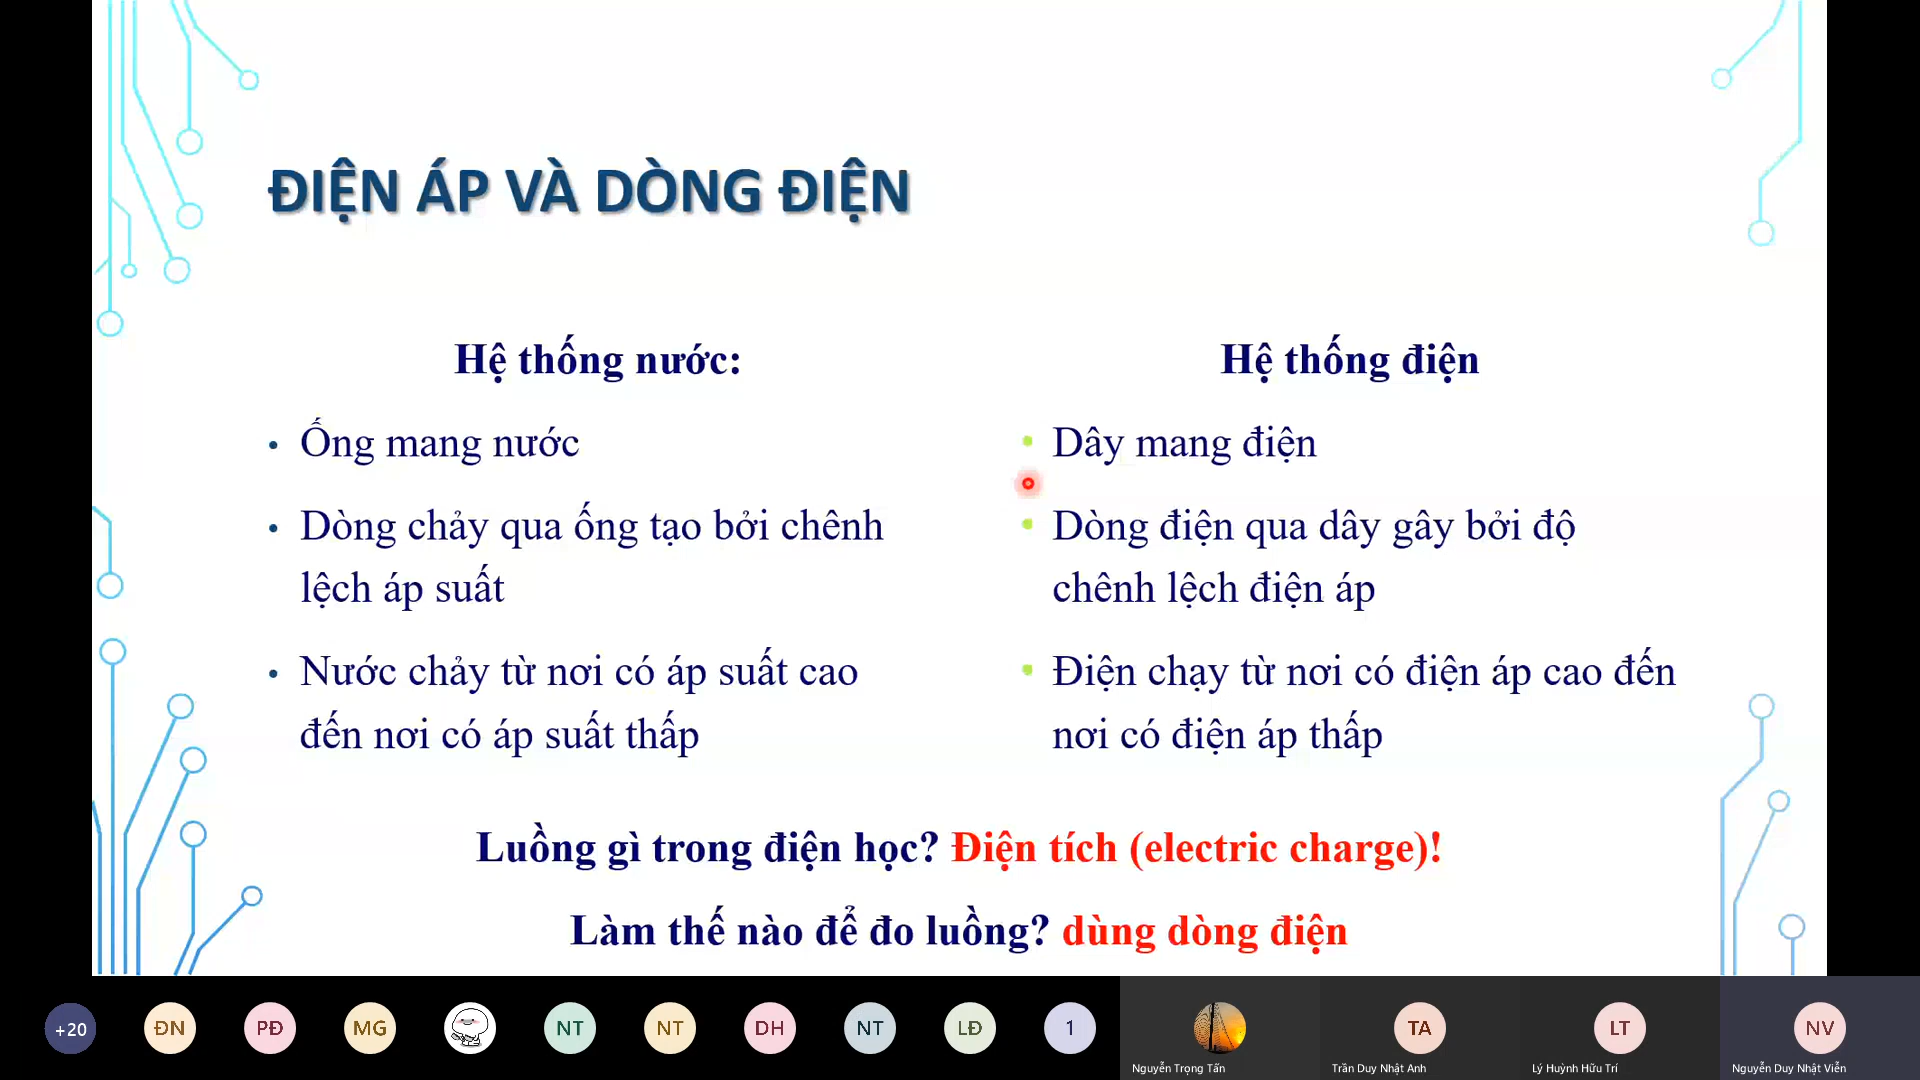 ĐIỆN ÁP VÀ DÒNG ĐIỆN
Hệ thống nước:
• Ống mang nước
• Dòng chảy qua ống tạo bởi chênh
lệch áp suất
• Nước chảy từ nơi có áp suất cao
đến nơi có áp suất thấp
Hệ thống điện
• Dây mang điện
• Dòng điện qua dây gây bởi độ
chênh lệch điện áp
• Điện chạy từ nơi có điện áp cao đến
nơi có điện áp thấp
Luồng gì trong điện học? Điện tích (electric charge)!
Làm thế nào để đo luồng? dùng dòng điện
+20
ĐN
PĐ
MG
NT
NT
DH
NT
LĐ
1
Nguyễn Trọng Tấn
TA
Trần Duy Nhật Anh
LT
Lý Huỳnh Hữu Trí
NV
Nguyễn Duy Nhật Viễn